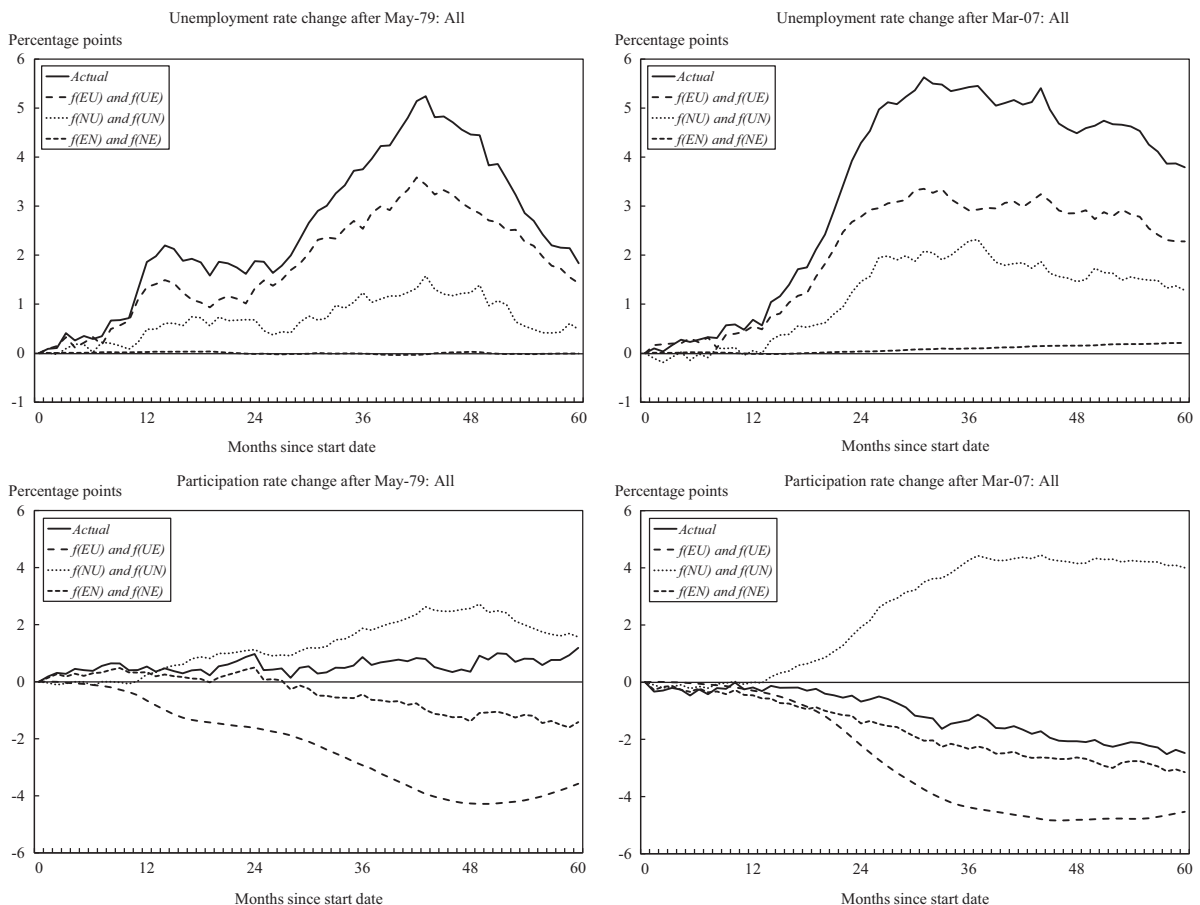 Unemployment rate change after May-79: All
Percentage points
6
5
4
3
2
1
0
-1
Actual
f(EU) and f(UE)
f(NU) and f(UN)
f(EN) and f(NE)
0 12 24 36 48 60
Months since start date
Unemployment rate change after Mar-07: All
Percentage points
6
5
4
3
2
1
0
-1
Actual
f(EU) and f(UE)
f(NU) and f(UN)
f(EN) and f(NE)
0 12 24 36 48 60
Months since start date
Participation rate change after May-79: All
Percentage points
6
4
2
0
-2
-4
-6
Actual
f(EU) and f(UE)
f(NU) and f(UN)
f(EN) and f(NE)
0 12 24 36 48 60
Months since start date
Participation rate change after Mar-07: All
Percentage points
6
4
2
0
-2
-4
-6
Actual
f(EU) and f(UE)
f(NU) and f(UN)
f(EN) and f(NE)
0 12 24 36 48 60
Months since start date